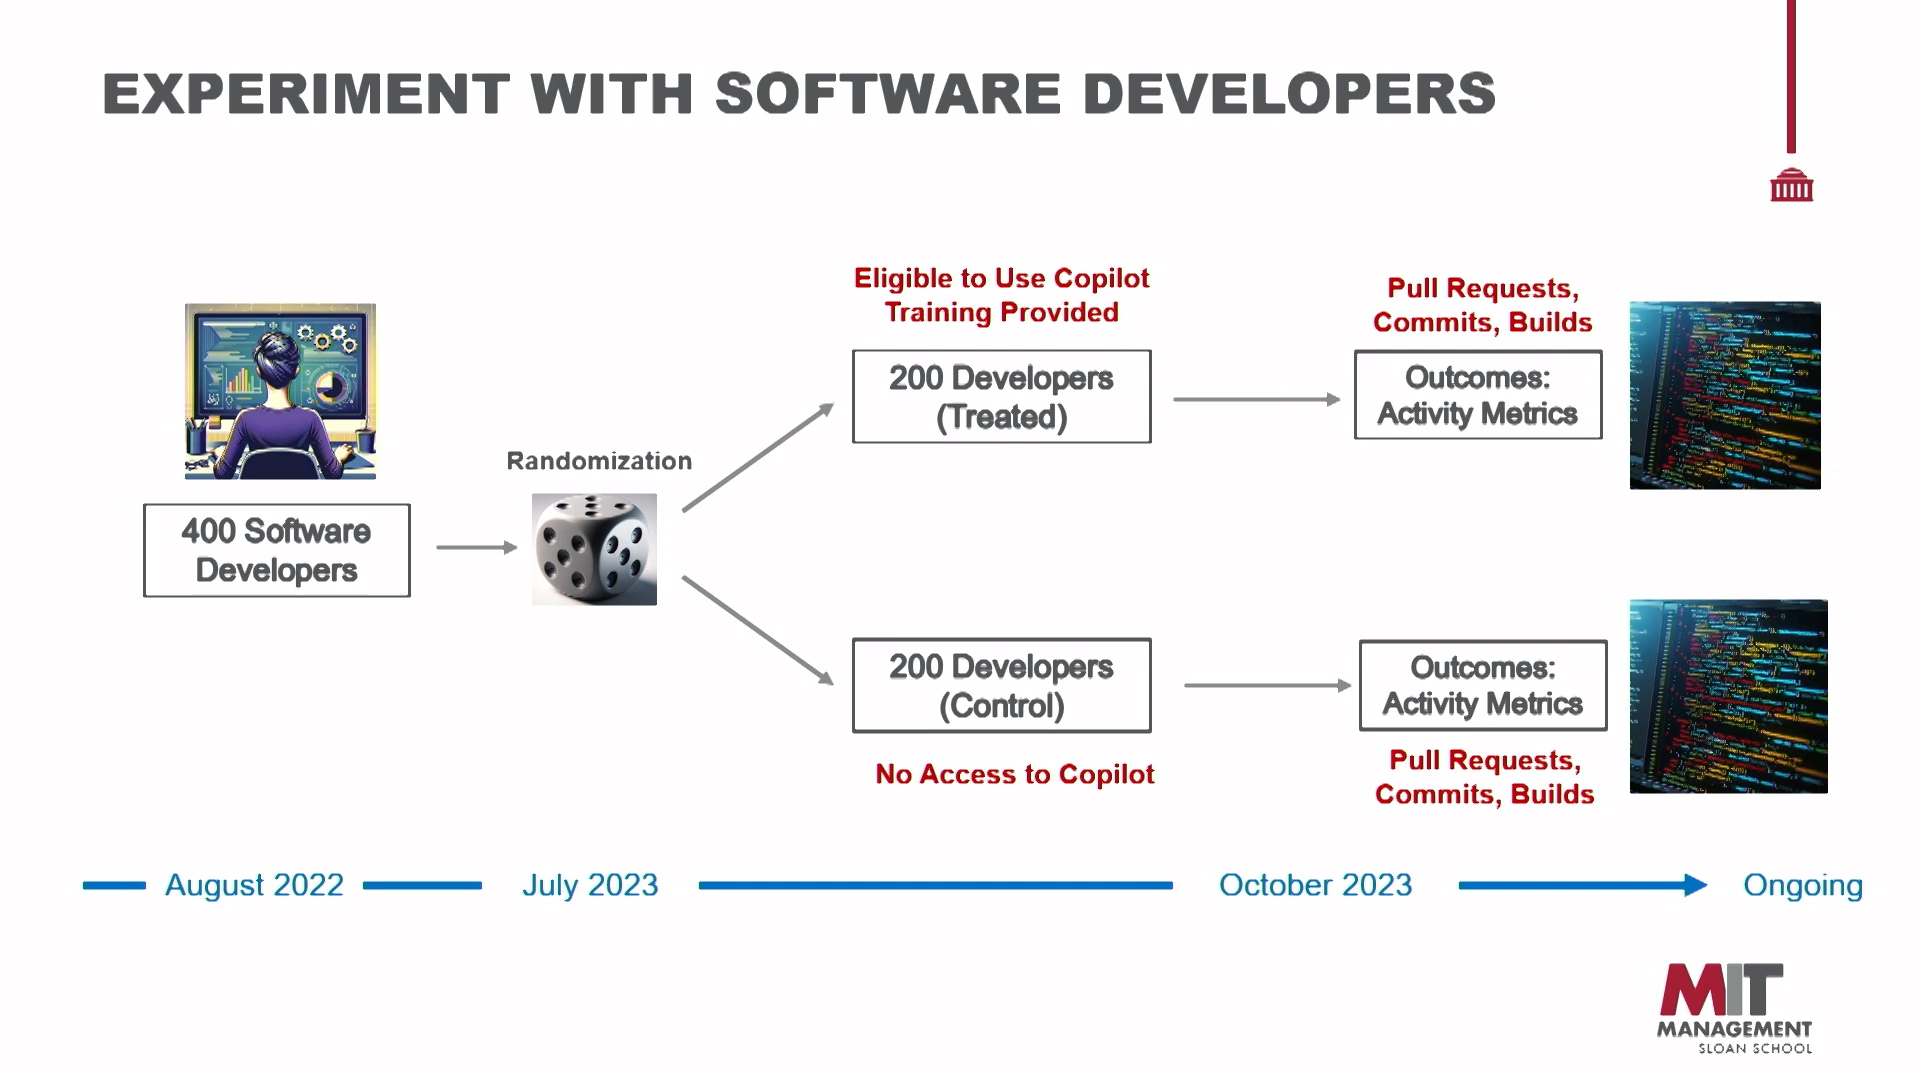 EXPERIMENT WITH SOFTWARE DEVELOPERS
Eligible to Use Copilot
Training Provided
Pull Requests,
Commits, Builds
200 Developers
(Treated)
Outcomes:
Activity Metrics
Randomization
400 Software
Developers
200 Developers
(Control)
Outcomes:
Activity Metrics
No Access to Copilot
Pull Requests,
Commits, Builds
August 2022
July 2023
October 2023
Ongoing
MIT
MANAGEMENT
SLOAN SCHOOL